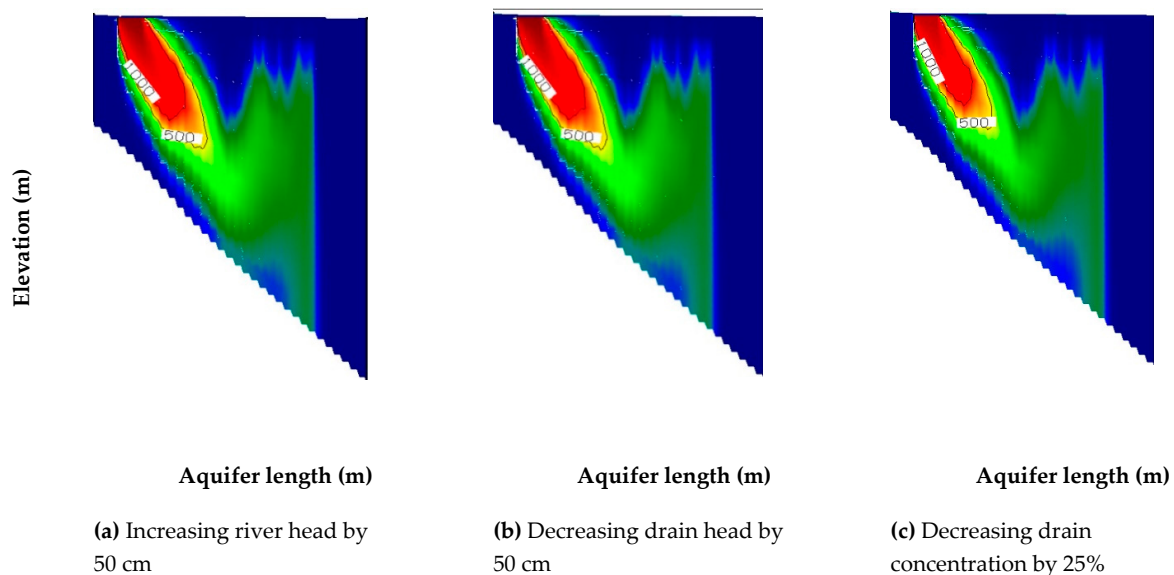 Elevation (m)
1000
500
1000
500
1000
500
Aquifer length (m)
Aquifer length (m)
Aquifer length (m)
(a) Increasing river head by
50 cm
(b) Decreasing drain head by
50 cm
(c) Decreasing drain
concentration by 25%